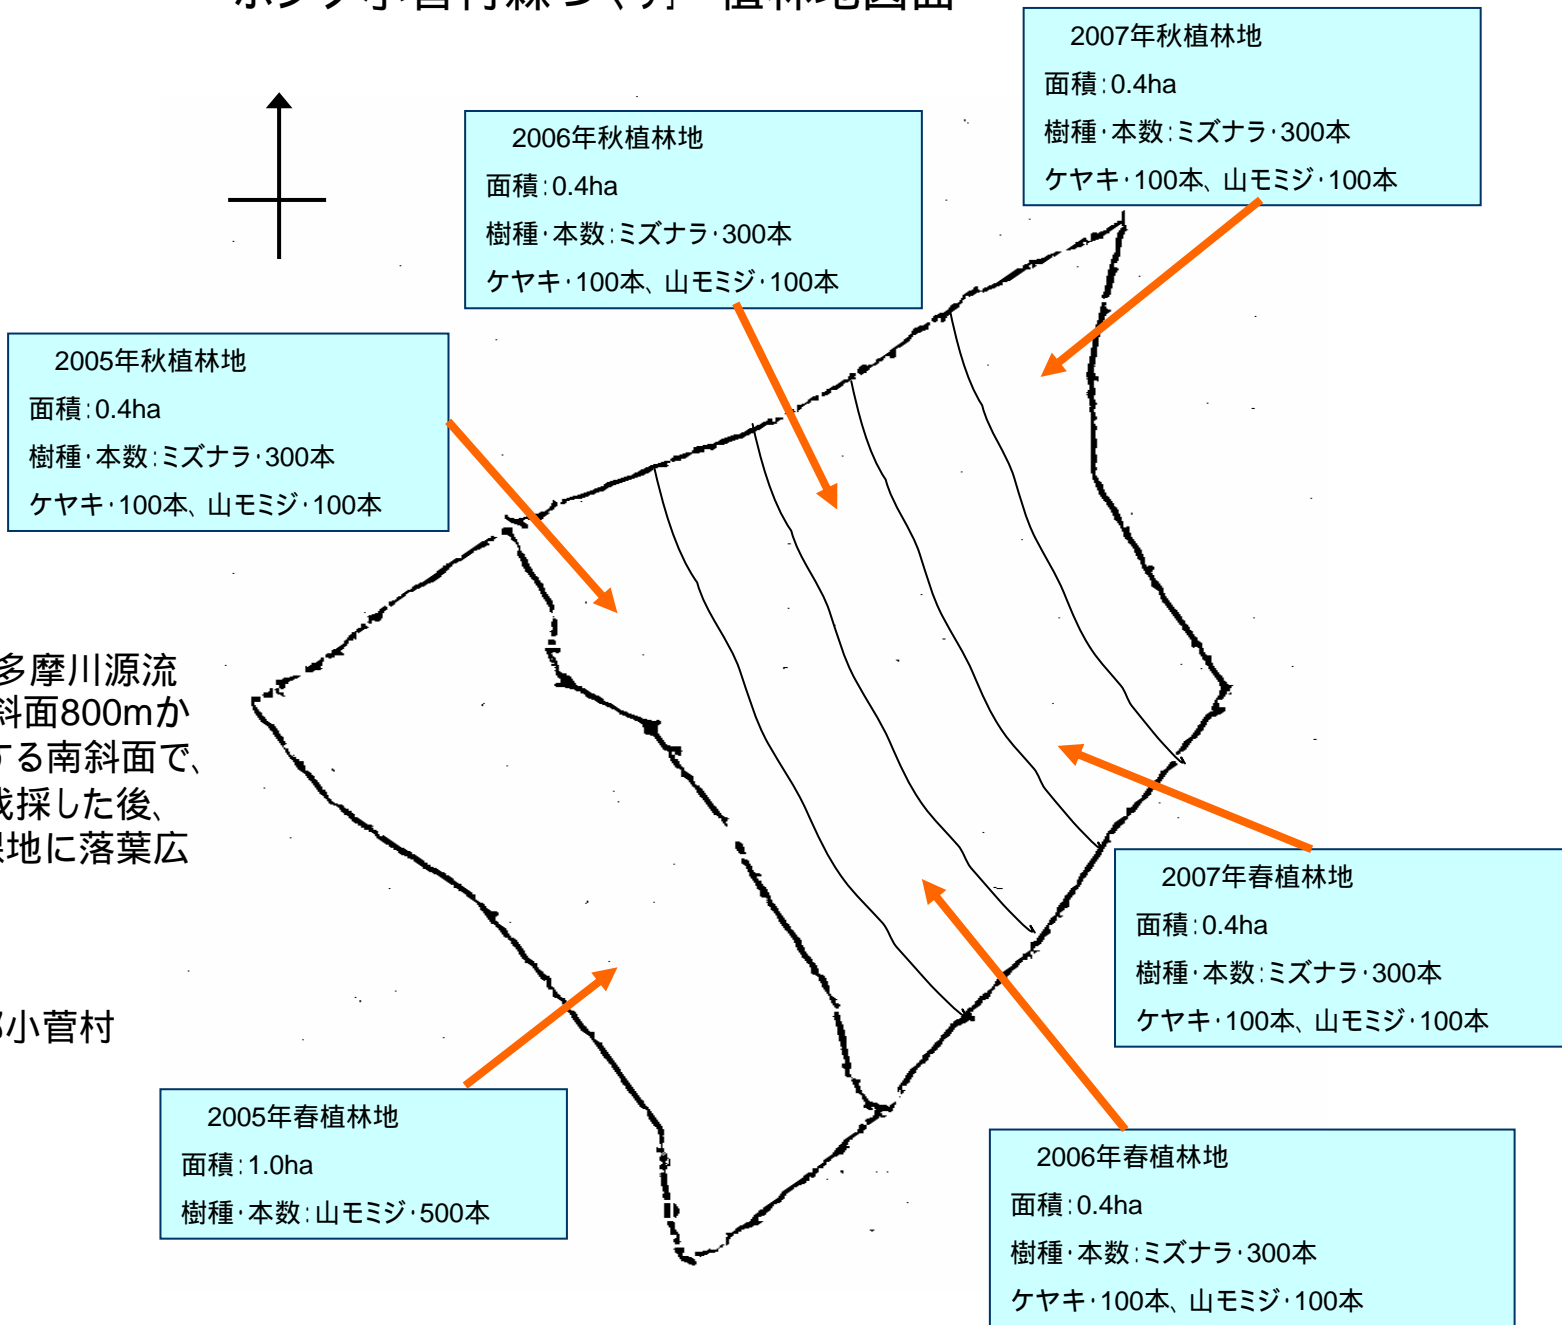 小菅村森づくり 植林地図面
2007年秋植林地
面積：0.4ha
樹種・本数：ミズナラ・300本
ケヤキ・100本、山モミジ・100本
2006年秋植林地
面積：0.4ha
樹種・本数：ミズナラ・300本
ケヤキ・100本、山モミジ・100本
2005年秋植林地
面積：0.4ha
樹種・本数：ミズナラ・300本
ケヤキ・100本、山モミジ・100本
多摩川源流
斜面800mか
する南斜面で、
伐採した後、
地に落葉広
小菅村
2007年春植林地
面積：0.4ha
樹種・本数：ミズナラ・300本
ケヤキ・100本、山モミジ・100本
2005年春植林地
面積：1.0ha
樹種・本数：山モミジ・500本
2006年春植林地
面積：0.4ha
樹種・本数：ミズナラ・300本
ケヤキ・100本、山モミジ・100本